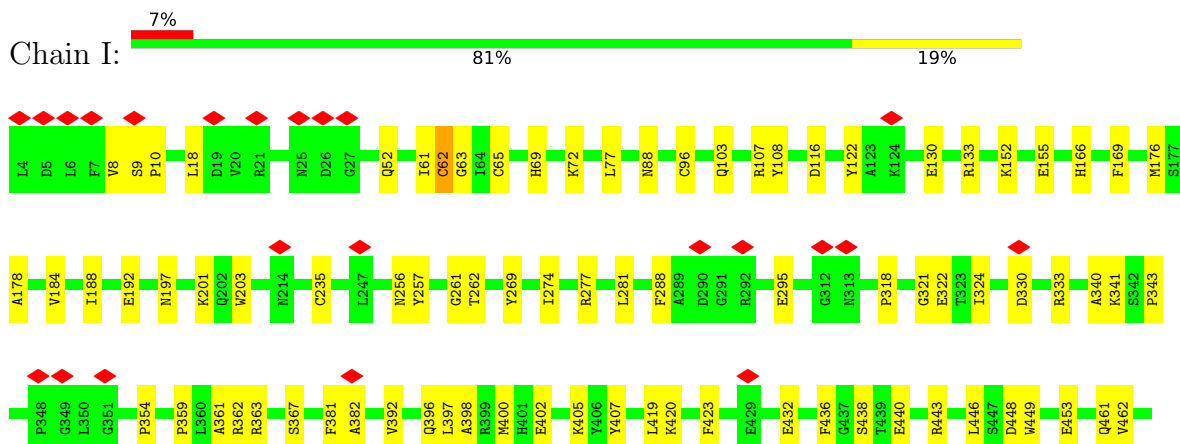 7%
Chain I:
81% 19%
L4 D5 L6 F7 V8 S9 P10 L18 D19 V20 R21 N25 D26 G27 Q52 I61 C62 G63 I64 C65 H69 K72 L77 N88 C96 Q103 R107 Y108 D116 Y122 A123 K124 E130 R133 K152 E155 H166 F169 M176 S177
A178 V184 I188 E192 N197 K201 Q202 W203 N214 C235 L247 N256 Y257 G261 T262 Y269 I274 R277 L281 F288 A289 D290 G291 R292 E295 G312 N313 P318 G321 E322 T323 I324 D330 R333 A340 K341 S342 P343
P348 G349 L350 G351 P354 P359 L360 A361 R362 R363 S367 F381 A382 V392 Q396 L397 A398 R399 M400 H401 E402 K405 Y406 Y407 L419 K420 F423 E429 E432 F436 G437 S438 T439 E440 R443 L446 S447 D448 W449 E453 Q461 V462